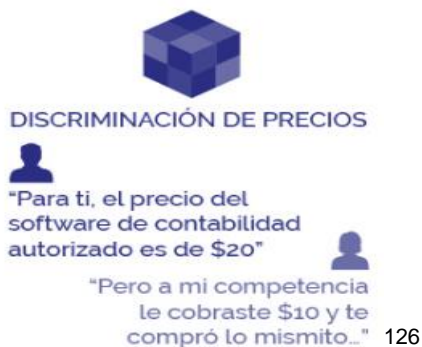 DISCRIMINACIÓN DE PRECIOS
"Para ti, el precio del
software de contabilidad
autorizado es de $20"
"Pero a mi competencia
le cobraste $10 y te
compró lo mismito..." 126